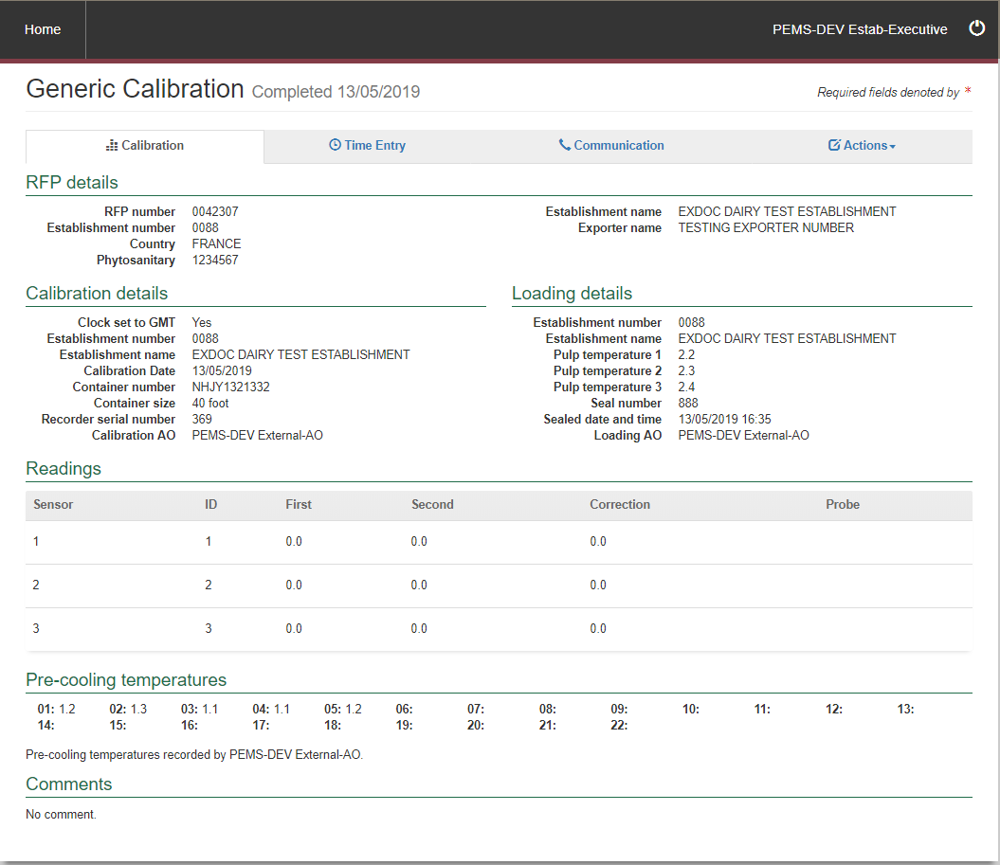 Home
PEMS-DEV Estab-Executive
Generic Calibration Completed 13/05/2019
Required fields denoted by *
Calibration
Time Entry
Communication
Actions
RFP details
RFP number 0042307
Establishment number 0088
Country FRANCE
Phytosanitary 1234567
Establishment name EXDOC DAIRY TEST ESTABLISHMENT
Exporter name TESTING EXPORTER NUMBER
Calibration details
Clock set to GMT Yes
Establishment number 0088
Establishment name EXDOC DAIRY TEST ESTABLISHMENT
Calibration Date 13/05/2019
Container number NHJY1321332
Container size 40 foot
Recorder serial number 369
Calibration AO PEMS-DEV External-AO
Loading details
Establishment number 0088
Establishment name EXDOC DAIRY TEST ESTABLISHMENT
Pulp temperature 1 2.2
Pulp temperature 2 2.3
Pulp temperature 3 2.4
Seal number 888
Sealed date and time 13/05/2019 16:35
Loading AO PEMS-DEV External-AO
Readings
Sensor ID First Second Correction Probe
1 1 0.0 0.0 0.0
2 2 0.0 0.0 0.0
3 3 0.0 0.0 0.0
Pre-cooling temperatures
01: 1.2 02: 1.3 03: 1.1 04: 1.1 05: 1.2 06: 07: 08: 09: 10: 11: 12: 13:
14: 15: 16: 17: 18: 19: 20: 21: 22:
Pre-cooling temperatures recorded by PEMS-DEV External-AO.
Comments
No comment.